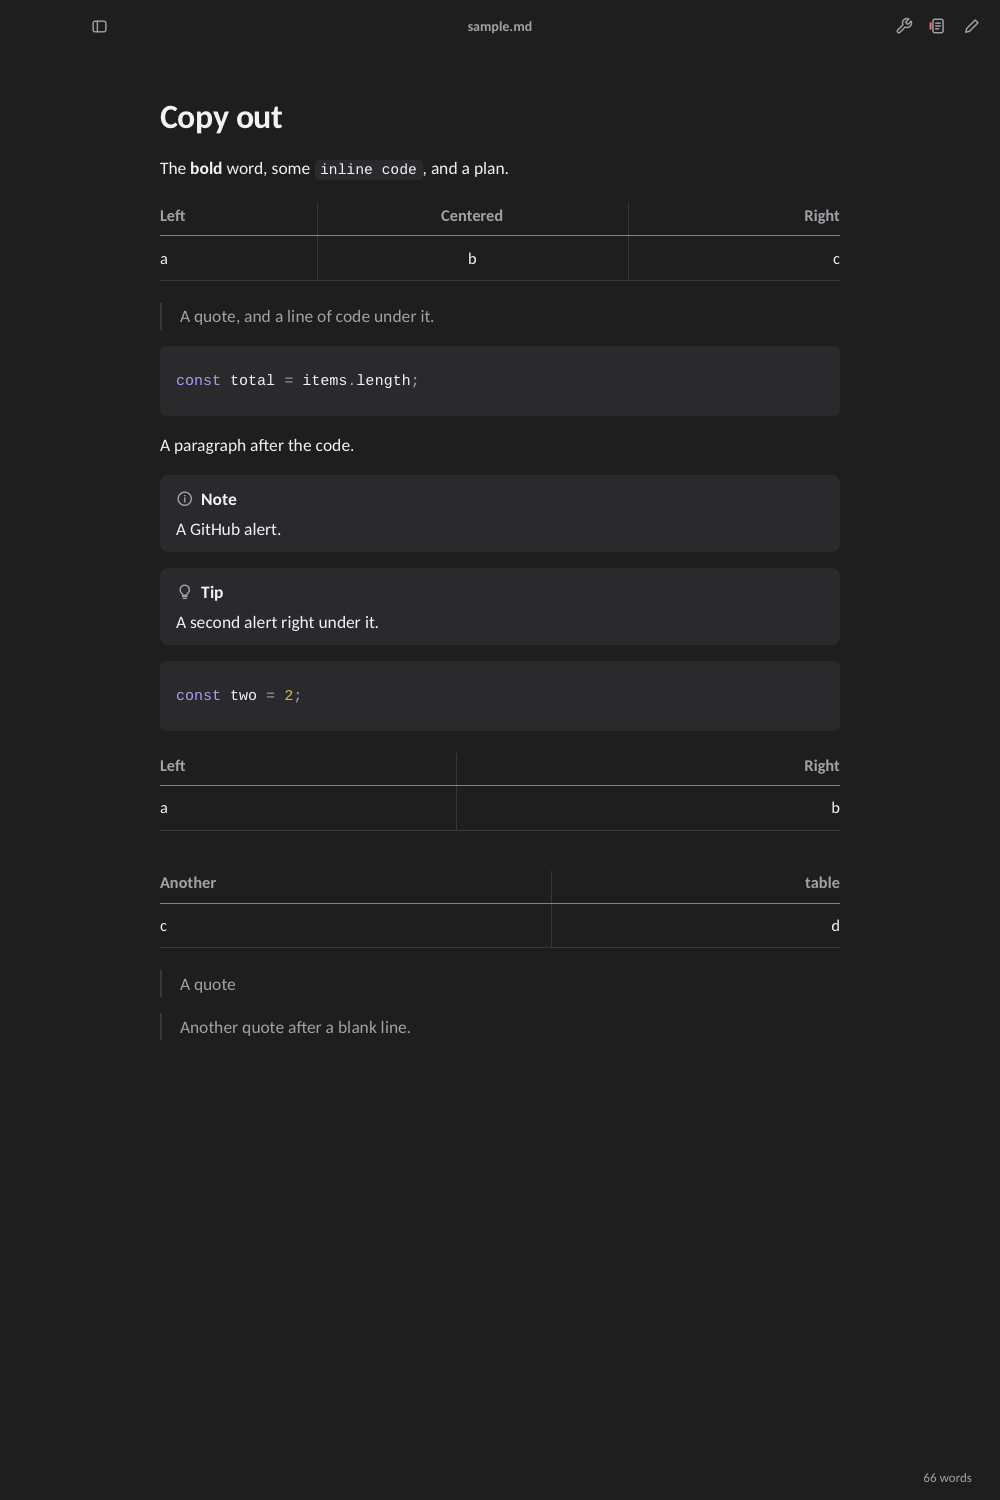 sample.md
Copy out
The bold word, some inline code, and a plan.
Left Centered Right
a b c
A quote, and a line of code under it.
const total = items.length;
A paragraph after the code.
Note
A GitHub alert.
Tip
A second alert right under it.
const two = 2;
Left Right
a b
Another table
c d
A quote
Another quote after a blank line.
66 words